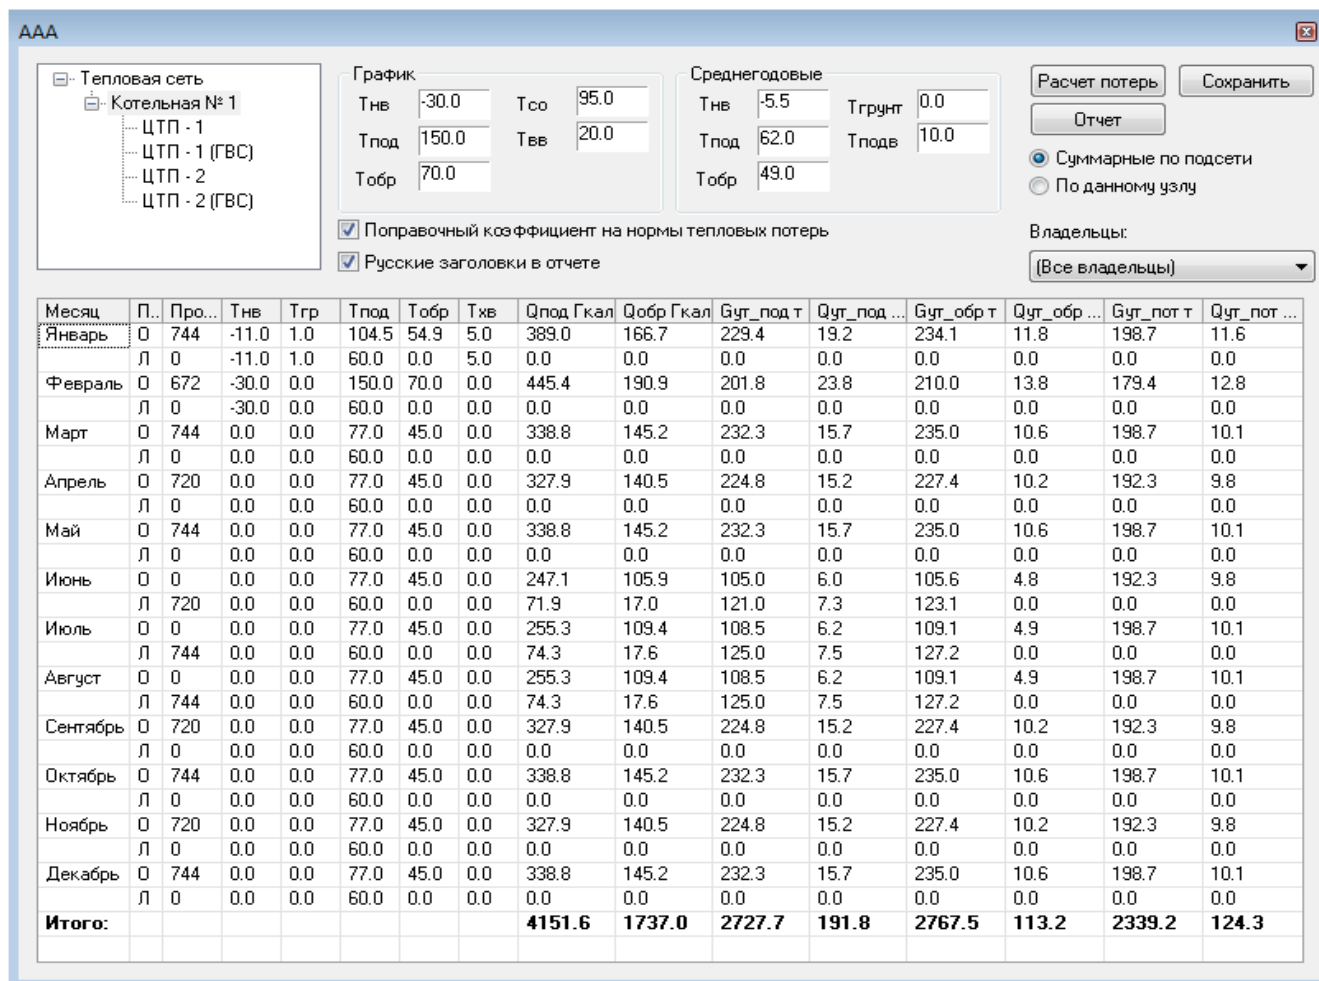 AAA
Тепловая сеть
Котельная № 1
ЦТП - 1
ЦТП - 1 (ГВС)
ЦТП - 2
ЦТП - 2 (ГВС)
График
Тнв -30.0 Тсо 95.0
Тпод 150.0 Твв 20.0
Тобр 70.0
Среднегодовые
Тнв -5.5 Тгрунт 0.0
Тпод 62.0 Тподв 10.0
Тобр 49.0
Расчет потерь Сохранить
Отчет
Суммарные по подсети
По данному узлу
Поправочный коэффициент на нормы тепловых потерь
Русские заголовки в отчете
Владельцы:
(Все владельцы)
Месяц П.. Про... Тнв Тгр Тпод Тобр Тхв Qпод Гкал Qобр Гкал Gут_под т Qут_под ... Gут_обр т Qут_обр ... Gут_пот т Qут_пот ...
Январь О 744 -11.0 1.0 104.5 54.9 5.0 389.0 166.7 229.4 19.2 234.1 11.8 198.7 11.6
Л 0 -11.0 1.0 60.0 0.0 5.0 0.0 0.0 0.0 0.0 0.0 0.0 0.0 0.0
Февраль О 672 -30.0 0.0 150.0 70.0 0.0 445.4 190.9 201.8 23.8 210.0 13.8 179.4 12.8
Л 0 -30.0 0.0 60.0 0.0 0.0 0.0 0.0 0.0 0.0 0.0 0.0 0.0 0.0
Март О 744 0.0 0.0 77.0 45.0 0.0 338.8 145.2 232.3 15.7 235.0 10.6 198.7 10.1
Л 0 0.0 0.0 60.0 0.0 0.0 0.0 0.0 0.0 0.0 0.0 0.0 0.0 0.0
Апрель О 720 0.0 0.0 77.0 45.0 0.0 327.9 140.5 224.8 15.2 227.4 10.2 192.3 9.8
Л 0 0.0 0.0 60.0 0.0 0.0 0.0 0.0 0.0 0.0 0.0 0.0 0.0 0.0
Май О 744 0.0 0.0 77.0 45.0 0.0 338.8 145.2 232.3 15.7 235.0 10.6 198.7 10.1
Л 0 0.0 0.0 60.0 0.0 0.0 0.0 0.0 0.0 0.0 0.0 0.0 0.0 0.0
Июнь О 0 0.0 0.0 77.0 45.0 0.0 247.1 105.9 105.0 6.0 105.6 4.8 192.3 9.8
Л 720 0.0 0.0 60.0 0.0 0.0 71.9 17.0 121.0 7.3 123.1 0.0 0.0 0.0
Июль О 0 0.0 0.0 77.0 45.0 0.0 255.3 109.4 108.5 6.2 109.1 4.9 198.7 10.1
Л 744 0.0 0.0 60.0 0.0 0.0 74.3 17.6 125.0 7.5 127.2 0.0 0.0 0.0
Август О 0 0.0 0.0 77.0 45.0 0.0 255.3 109.4 108.5 6.2 109.1 4.9 198.7 10.1
Л 744 0.0 0.0 60.0 0.0 0.0 74.3 17.6 125.0 7.5 127.2 0.0 0.0 0.0
Сентябрь О 720 0.0 0.0 77.0 45.0 0.0 327.9 140.5 224.8 15.2 227.4 10.2 192.3 9.8
Л 0 0.0 0.0 60.0 0.0 0.0 0.0 0.0 0.0 0.0 0.0 0.0 0.0 0.0
Октябрь О 744 0.0 0.0 77.0 45.0 0.0 338.8 145.2 232.3 15.7 235.0 10.6 198.7 10.1
Л 0 0.0 0.0 60.0 0.0 0.0 0.0 0.0 0.0 0.0 0.0 0.0 0.0 0.0
Ноябрь О 720 0.0 0.0 77.0 45.0 0.0 327.9 140.5 224.8 15.2 227.4 10.2 192.3 9.8
Л 0 0.0 0.0 60.0 0.0 0.0 0.0 0.0 0.0 0.0 0.0 0.0 0.0 0.0
Декабрь О 744 0.0 0.0 77.0 45.0 0.0 338.8 145.2 232.3 15.7 235.0 10.6 198.7 10.1
Л 0 0.0 0.0 60.0 0.0 0.0 0.0 0.0 0.0 0.0 0.0 0.0 0.0 0.0
Итого: 4151.6 1737.0 2727.7 191.8 2767.5 113.2 2339.2 124.3